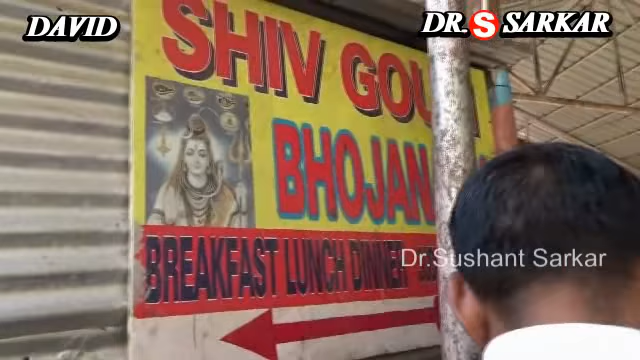 DAVID
DR.S SARKAR
SHIV GOU
BHOJAN
BREAKFAST LUNCH DINNER
Dr.Sushant Sarkar